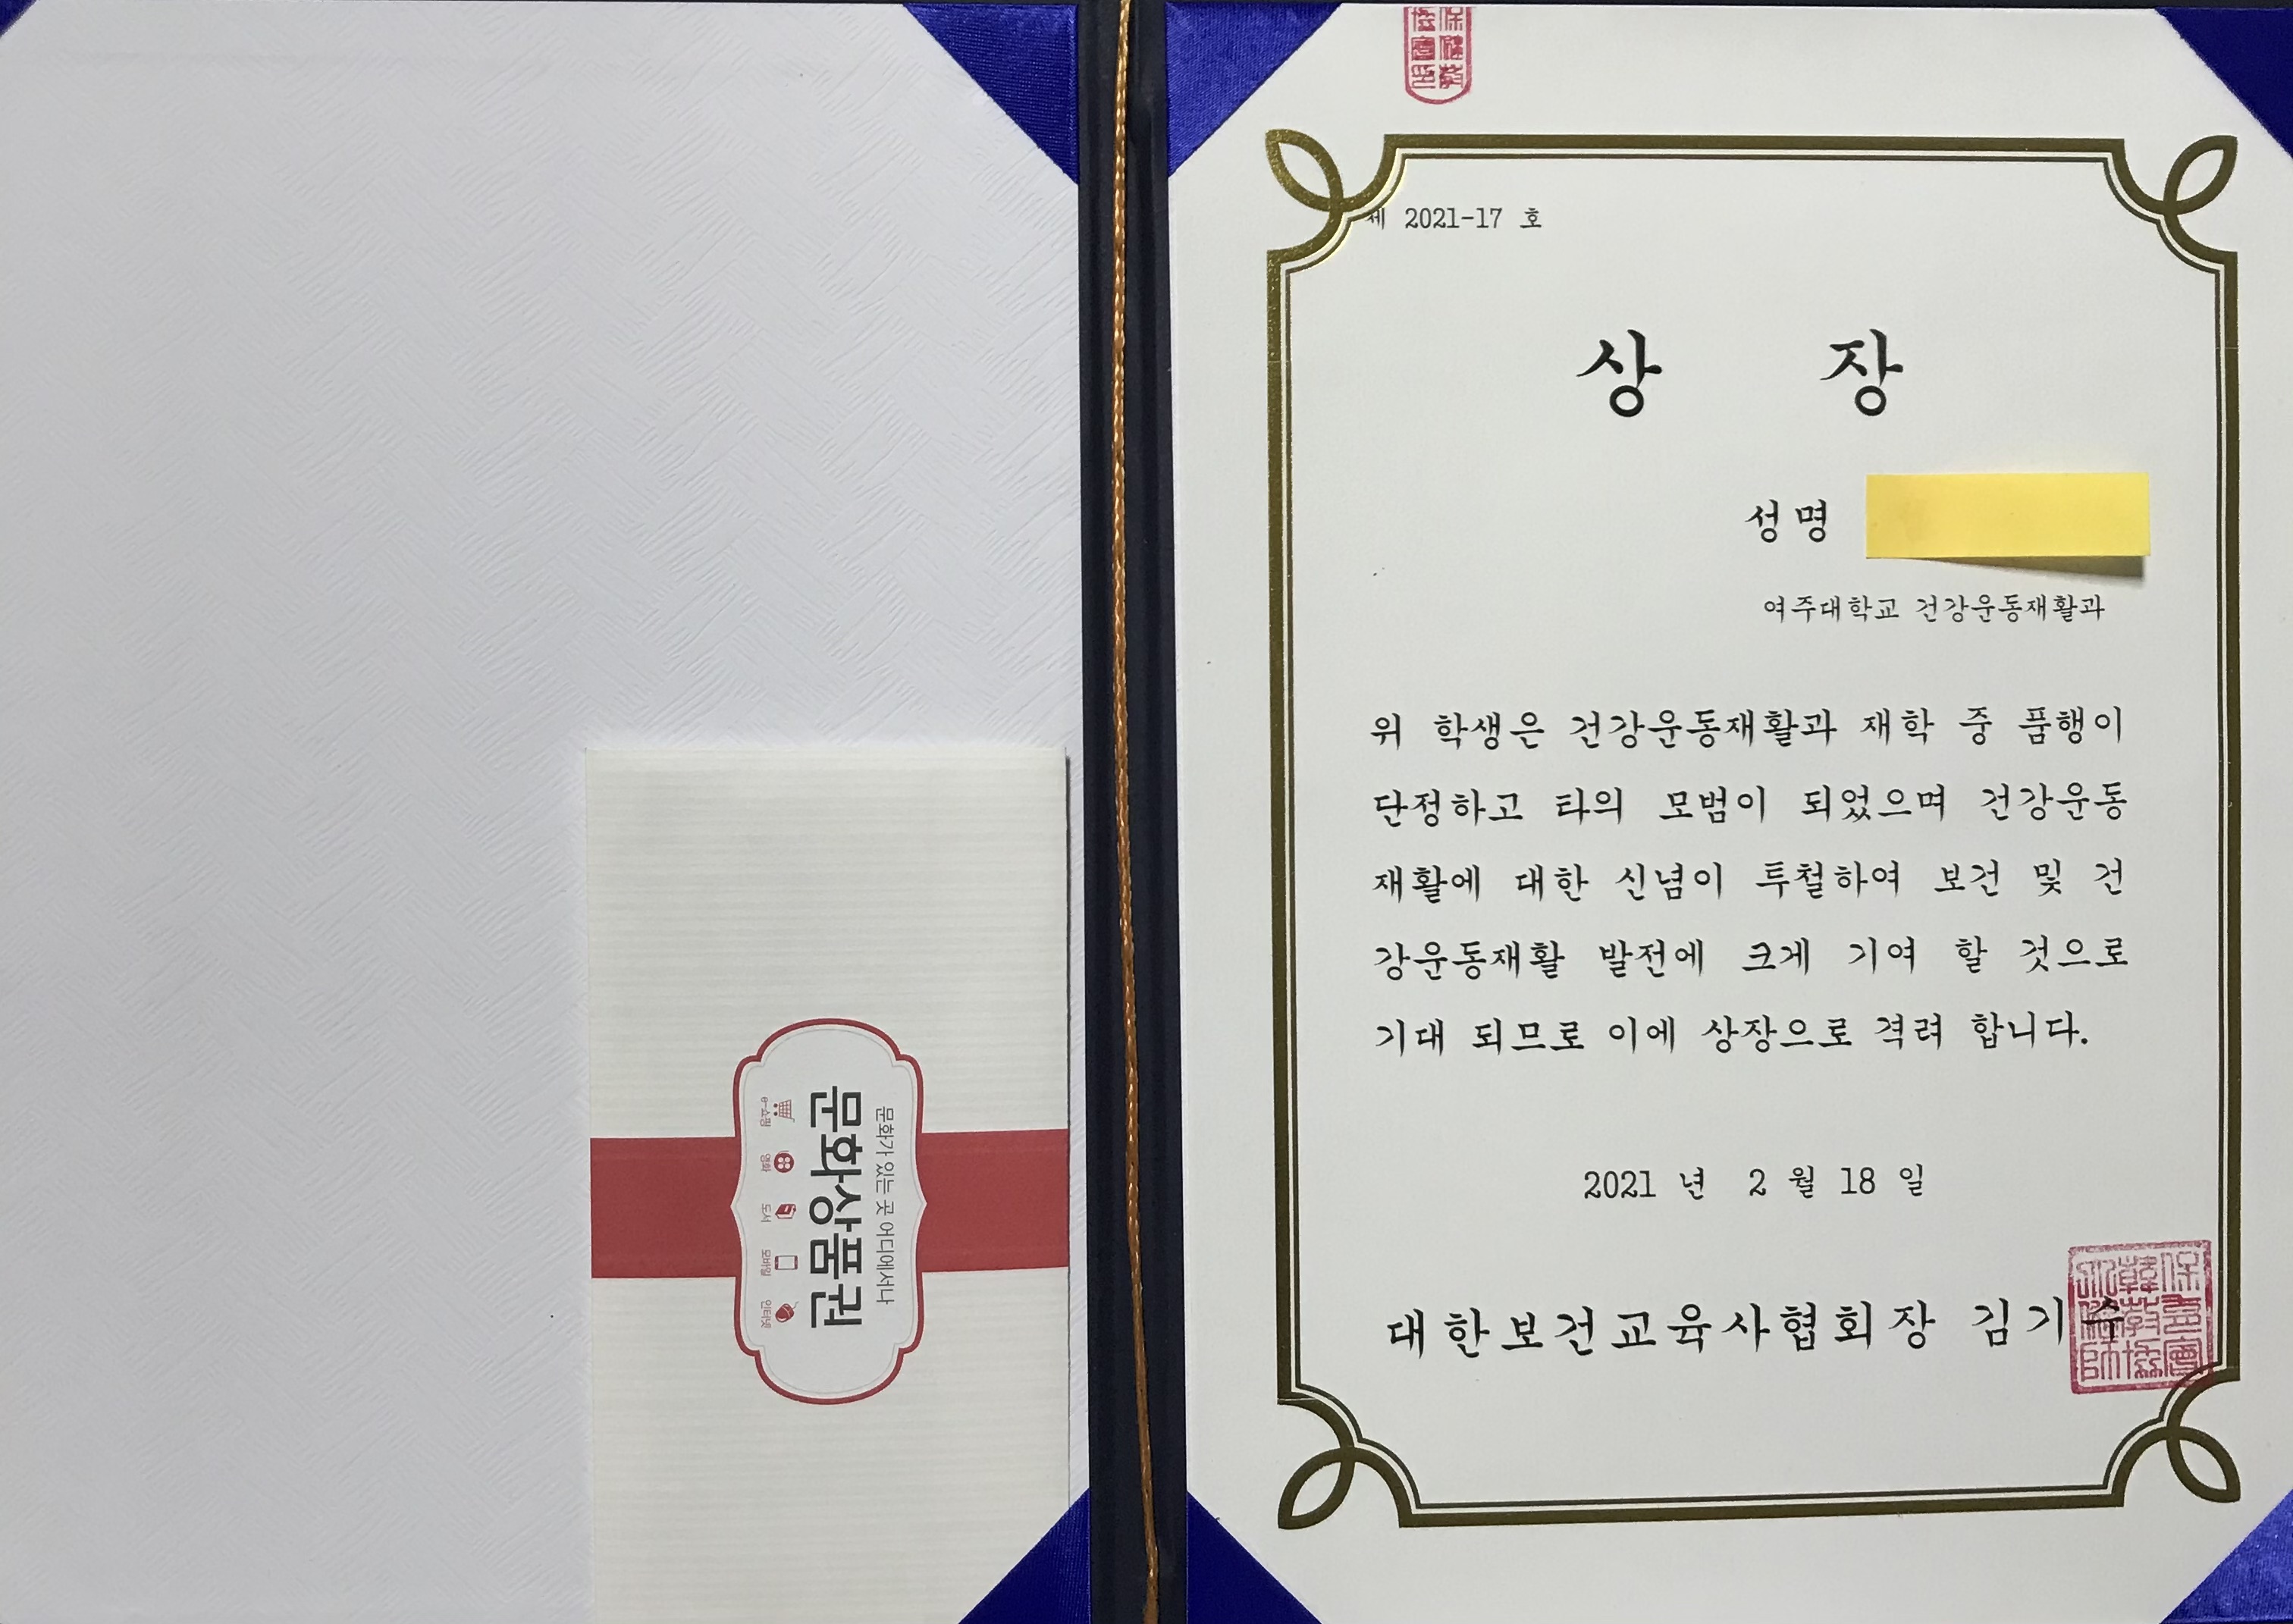 문화가 있는 곳 어디에서나
문화상품권
e-쇼핑
영화
도서
모바일
인터넷
제 2021-17 호
상 장
성명
여주대학교 건강운동재활과
위 학생은 건강운동재활과 재학 중 품행이
단정하고 타의 모범이 되었으며 건강운동
재활에 대한 신념이 투철하여 보건 및 건
강운동재활 발전에 크게 기여 할 것으로
기대 되므로 이에 상장으로 격려 합니다.
2021 년 2 월 18 일
대한보건교육사협회장 김기수